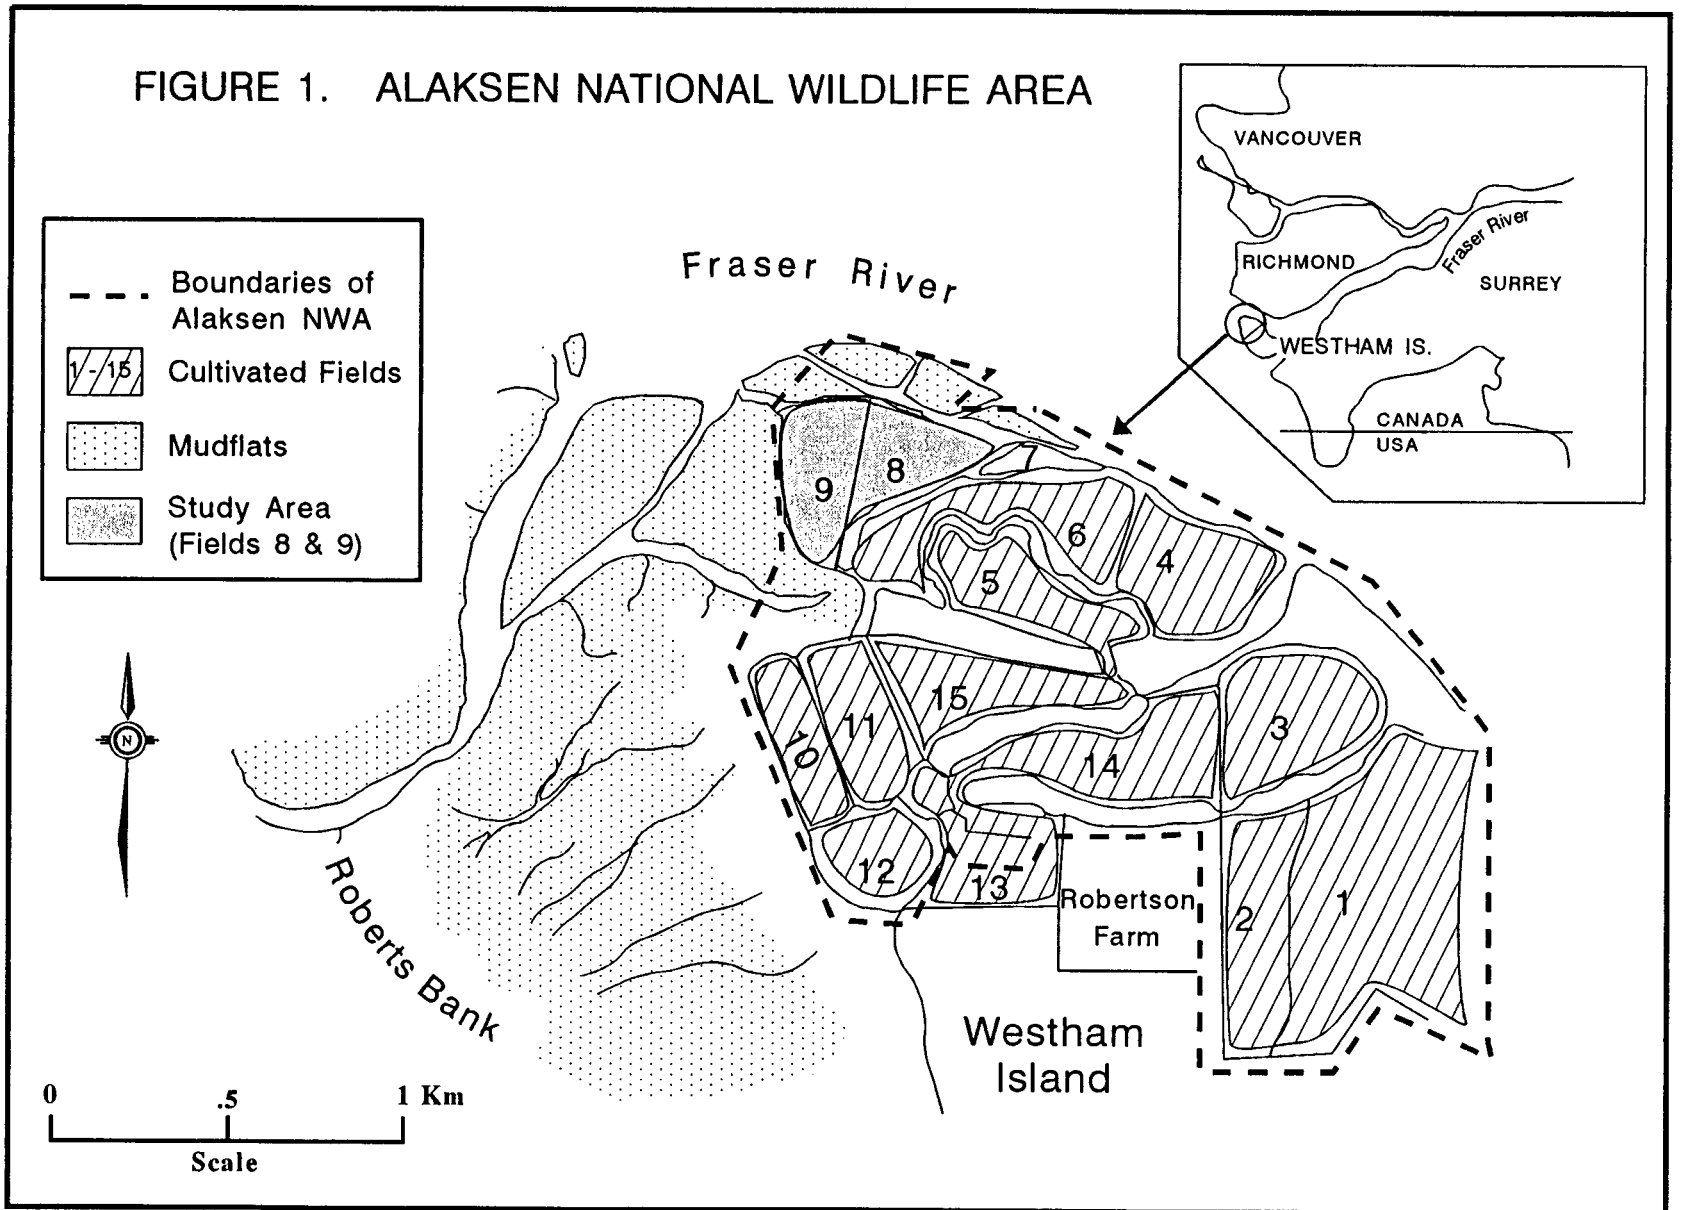 FIGURE 1. ALAKSEN NATIONAL WILDLIFE AREA
VANCOUVER
RICHMOND
Fraser River
SURREY
WESTHAM IS.
CANADA
USA
Boundaries of
Alaksen NWA
1 - 15
Cultivated Fields
Mudflats
Study Area
(Fields 8 & 9)
Fraser River
9
8
7
6
5
4
3
15
11
10
14
12
13
2
1
Robertson
Farm
N
Roberts Bank
Westham
Island
0 .5 1 Km
Scale